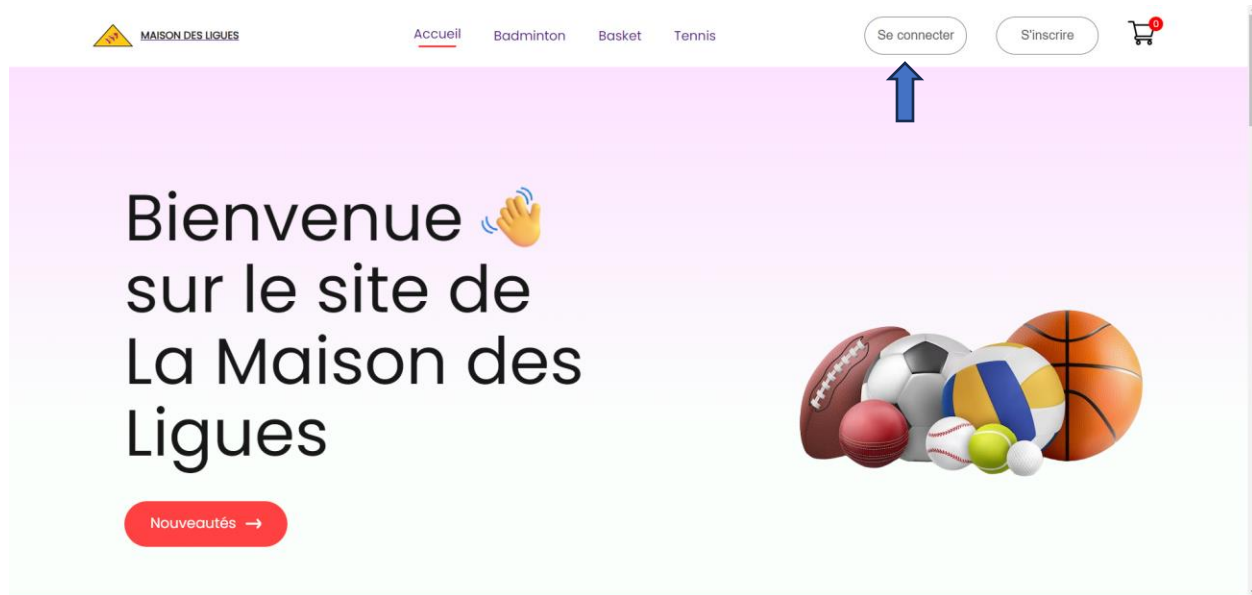 MAISON DES LIGUES
Accueil Badminton Basket Tennis
Se connecter S'inscrire 0
Bienvenue
sur le site de
La Maison des
Ligues
Nouveautés →